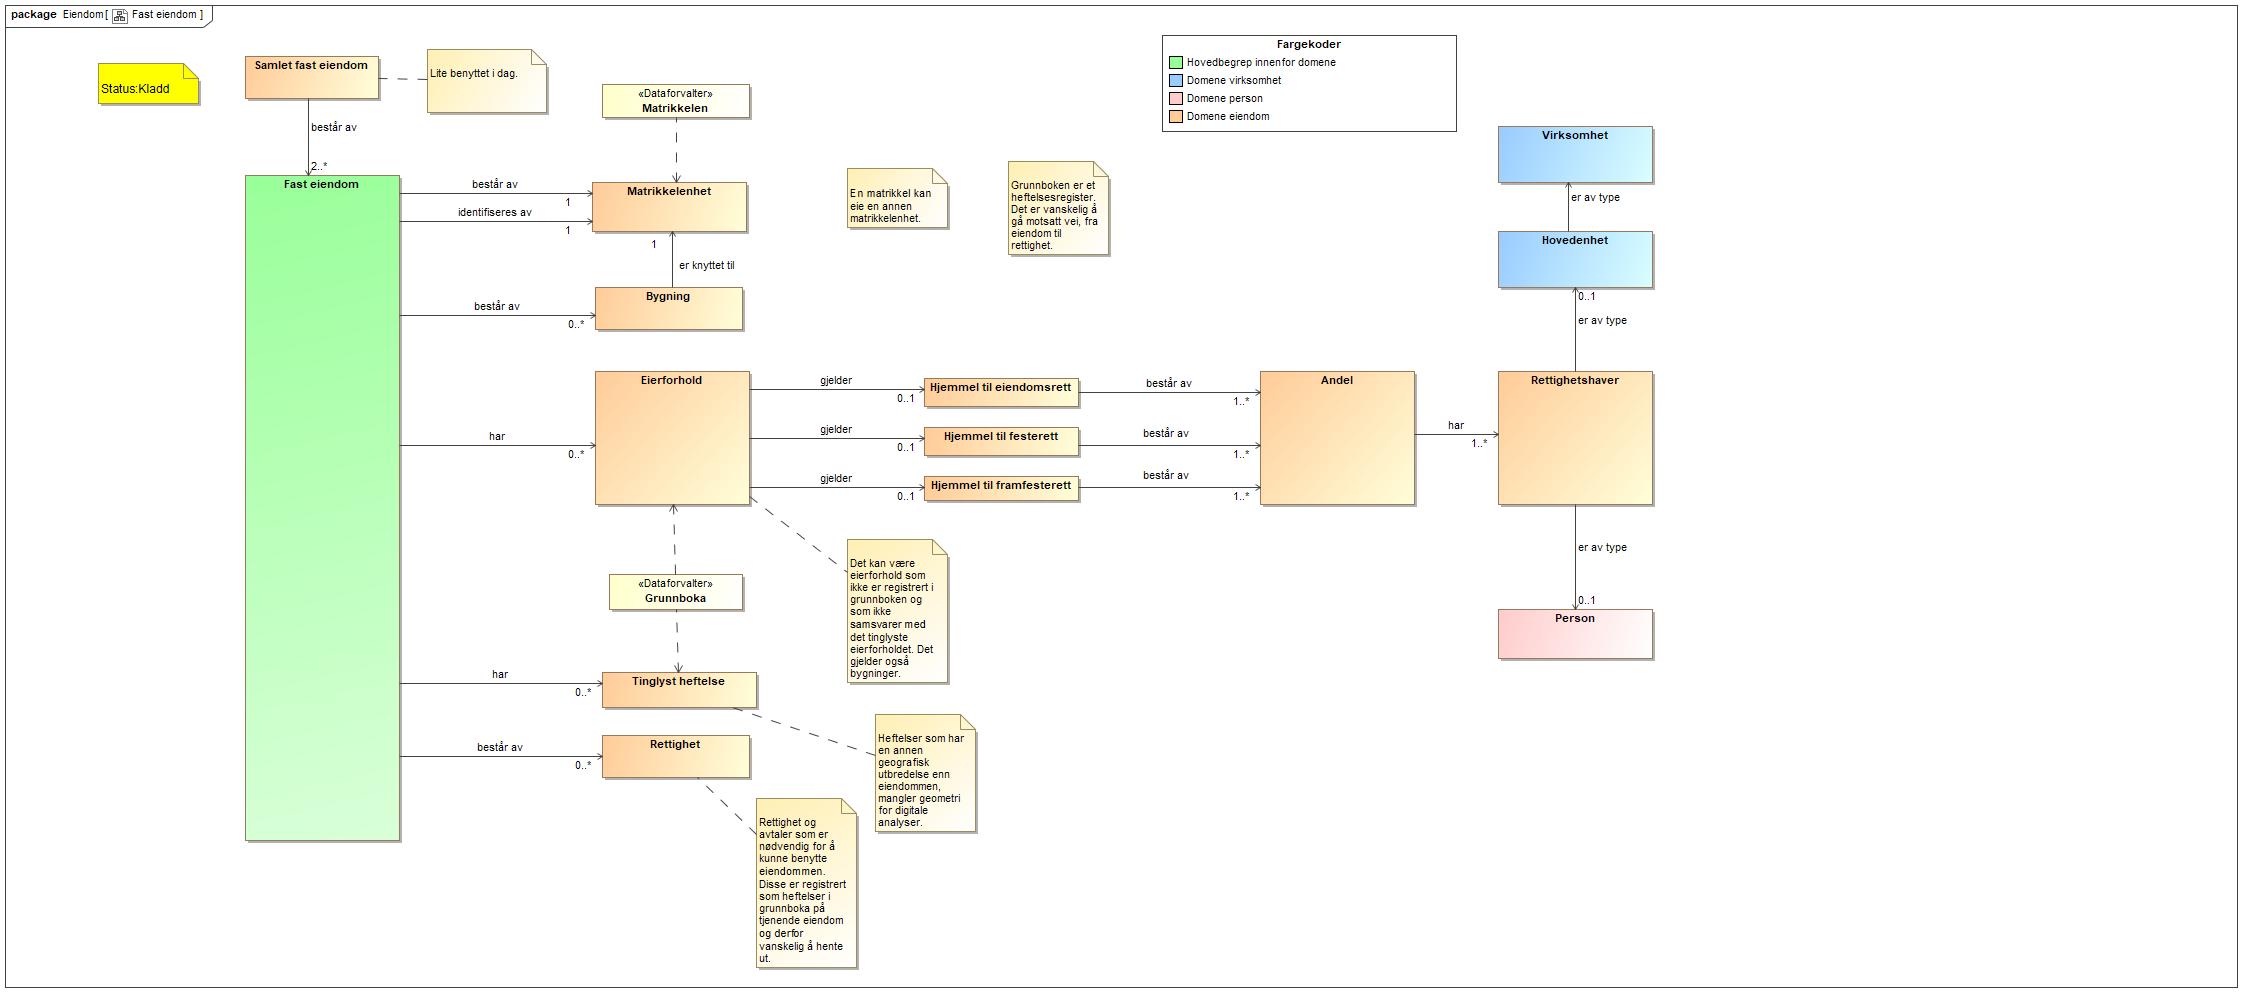 package Eiendom [ Fast eiendom ]
Status:Kladd
Samlet fast eiendom
Lite benyttet i dag.
består av
2..*
«Dataforvalter»
Matrikkelen
Fargekoder
Hovedbegrep innenfor domene
Domene virksomhet
Domene person
Domene eiendom
Fast eiendom
består av
1
identifiseres av
1
Matrikkelenhet
1
er knyttet til
består av
0..*
Bygning
En matrikkel kan
eie en annen
matrikkelenhet.
Grunnboken er et
heftelsesregister.
Det er vanskelig å
gå motsatt vei, fra
eiendom til
rettighet.
Virksomhet
er av type
Hovedenhet
0..1
er av type
har
0..*
Eierforhold
gjelder
0..1
Hjemmel til eiendomsrett
består av
1..*
gjelder
0..1
Hjemmel til festerett
består av
1..*
gjelder
0..1
Hjemmel til framfesterett
består av
1..*
Andel
har
1..*
Rettighetshaver
er av type
0..1
Person
«Dataforvalter»
Grunnboka
Det kan være
eierforhold som
ikke er registrert i
grunnboken og
som ikke
samsvarer med
det tinglyste
eierforholdet. Det
gjelder også
bygninger.
har
0..*
Tinglyst heftelse
Heftelser som har
en annen
geografisk
utbredelse enn
eiendommen,
mangler geometri
for digitale
analyser.
består av
0..*
Rettighet
Rettighet og
avtaler som er
nødvendig for å
kunne benytte
eiendommen.
Disse er registrert
som heftelser i
grunnboka på
tjenende eiendom
og derfor
vanskelig å hente
ut.